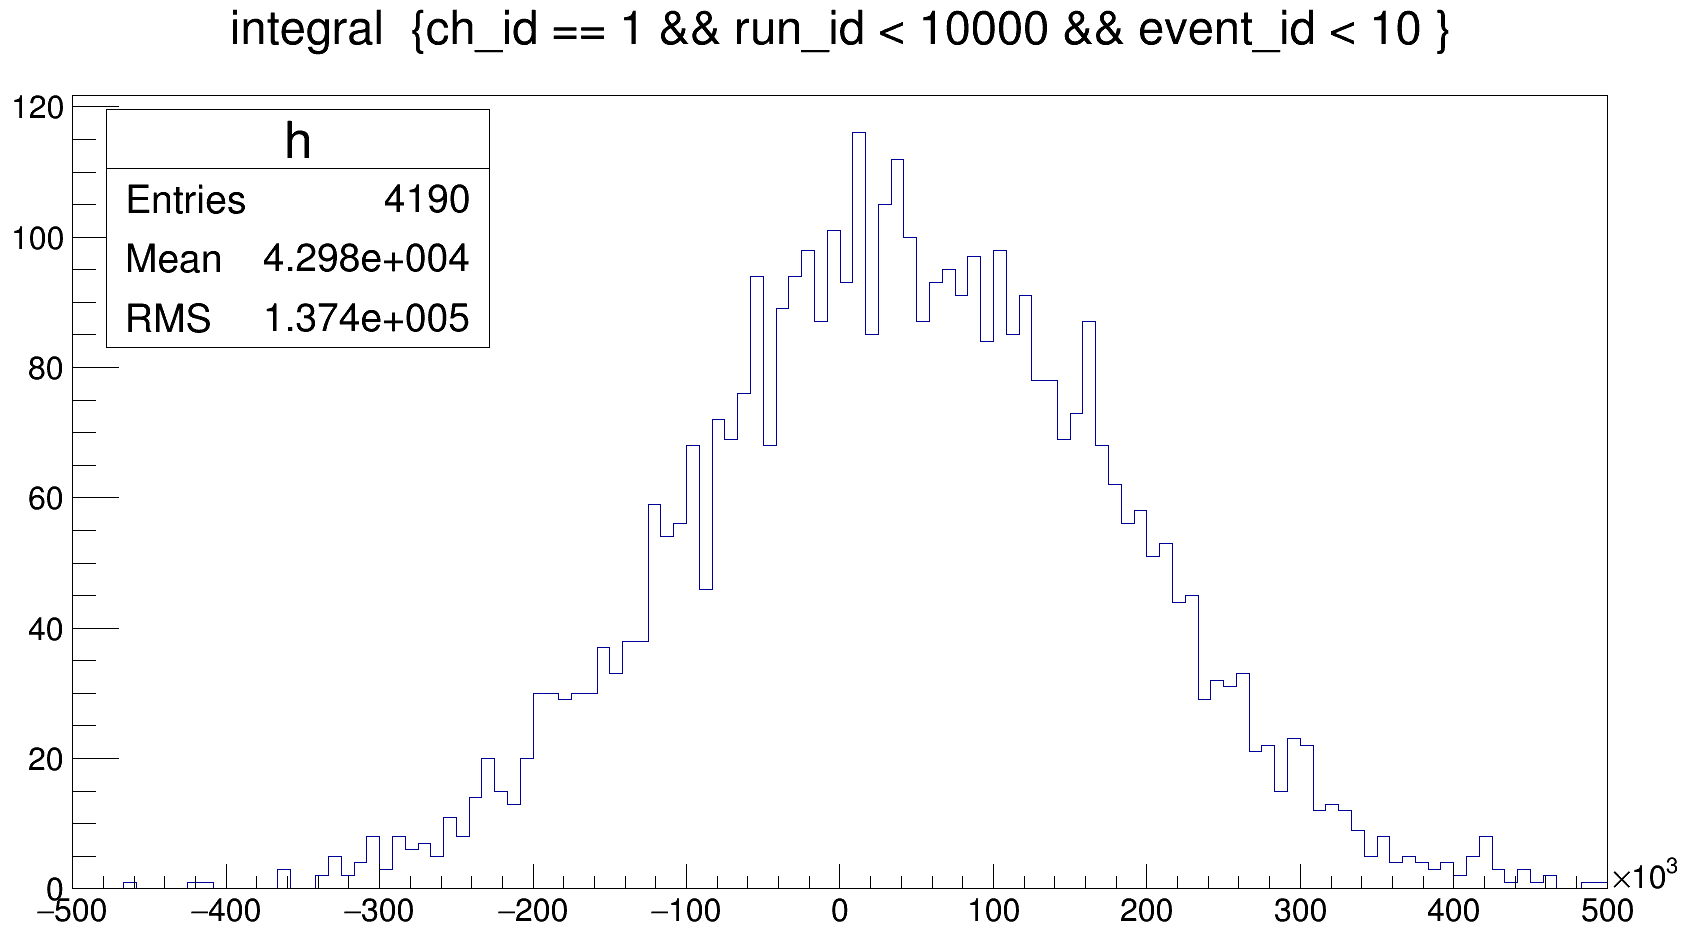 integral {ch_id == 1 && run_id < 10000 && event_id < 10 }
h
Entries 4190
Mean 4.298e+004
RMS 1.374e+005
120
100
80
60
40
20
0
−500 −400 −300 −200 −100 0 100 200 300 400 500
×10³